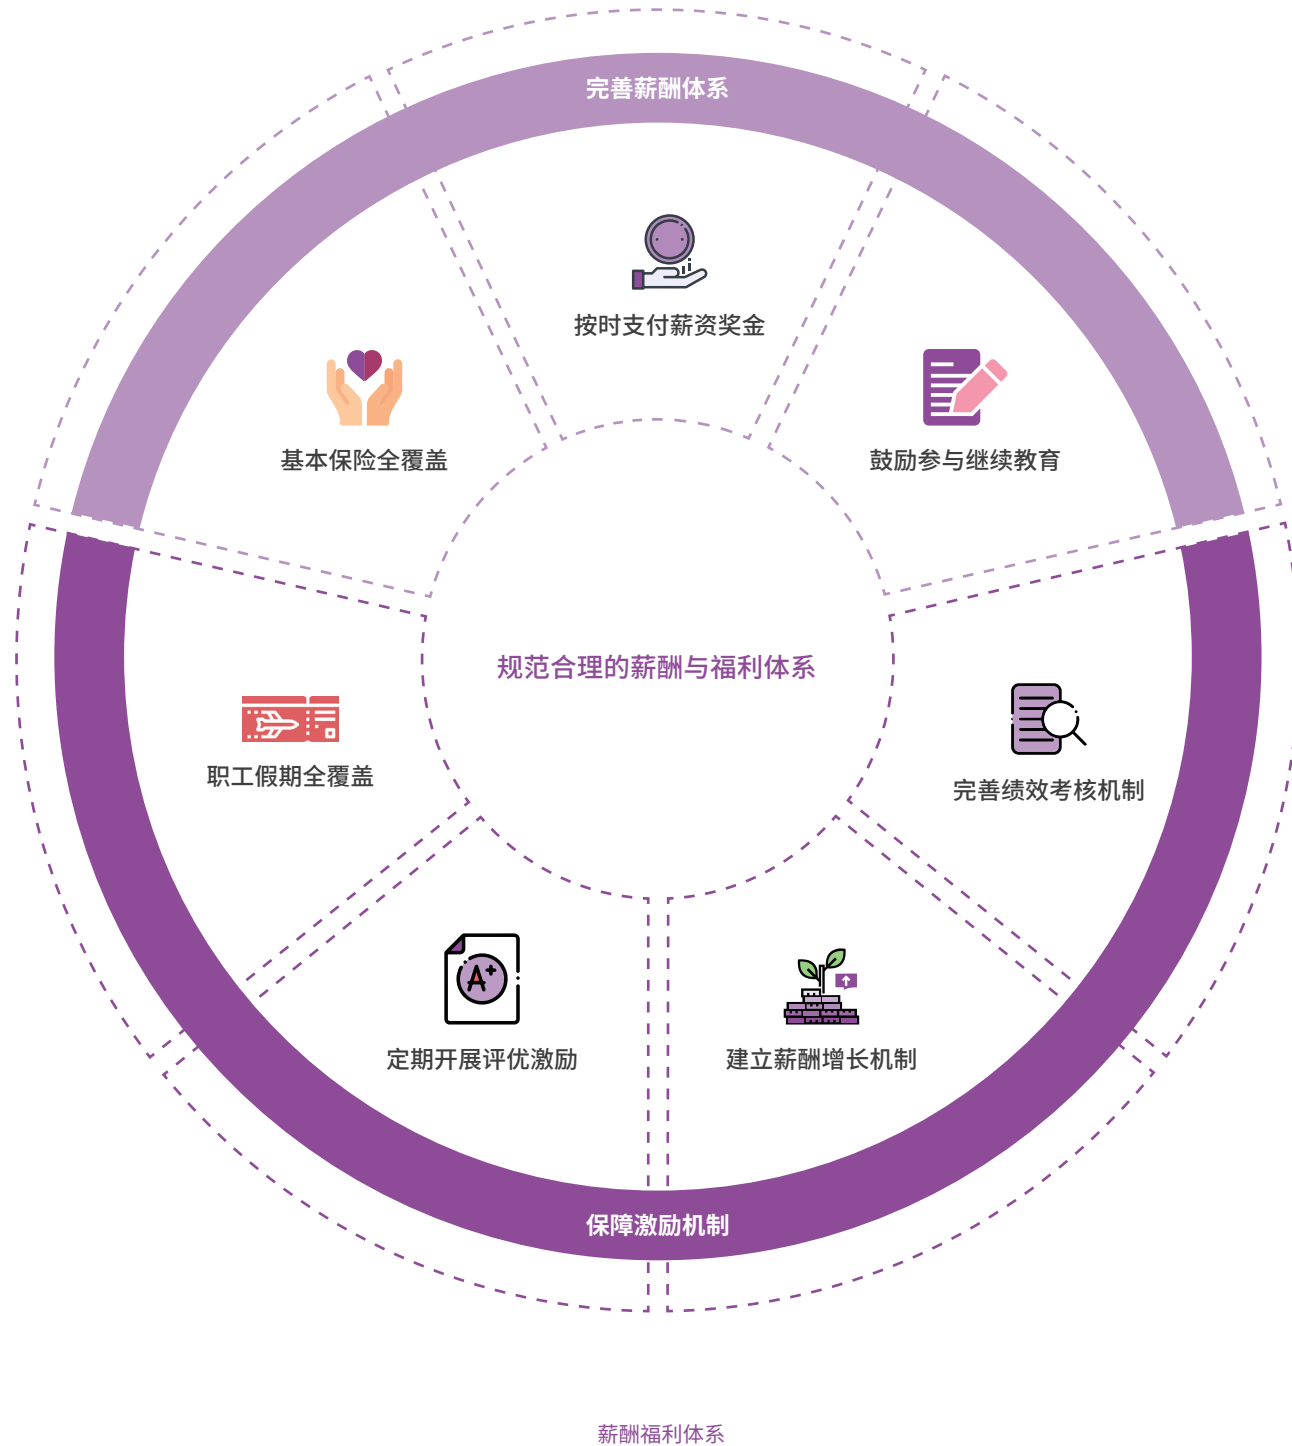 完善薪酬体系
按时支付薪资奖金
基本保险全覆盖
鼓励参与继续教育
规范合理的薪酬与福利体系
职工假期全覆盖
完善绩效考核机制
A+
定期开展评优激励
建立薪酬增长机制
保障激励机制
薪酬福利体系